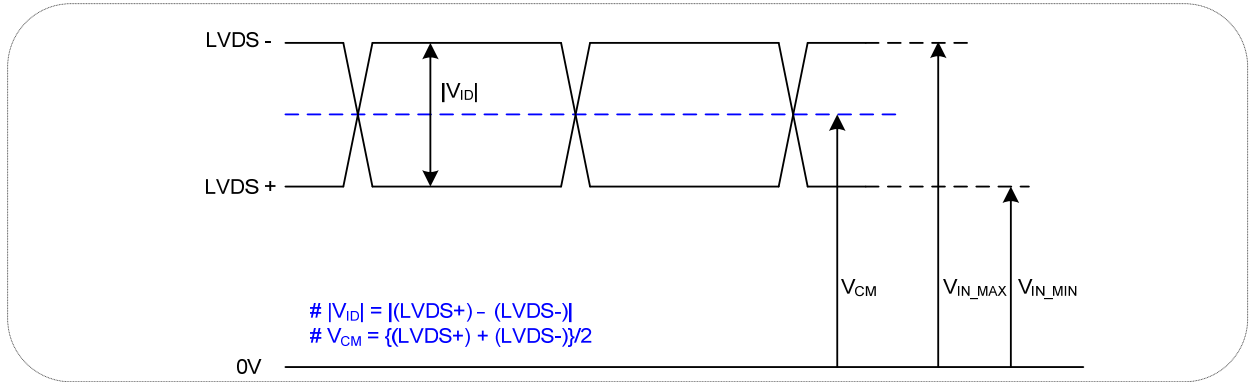 LVDS -
|VID|
LVDS +
VCM
VIN_MAX
VIN_MIN
# |VID| = |(LVDS+) – (LVDS-)|
# VCM = {(LVDS+) + (LVDS-)}/2
0V